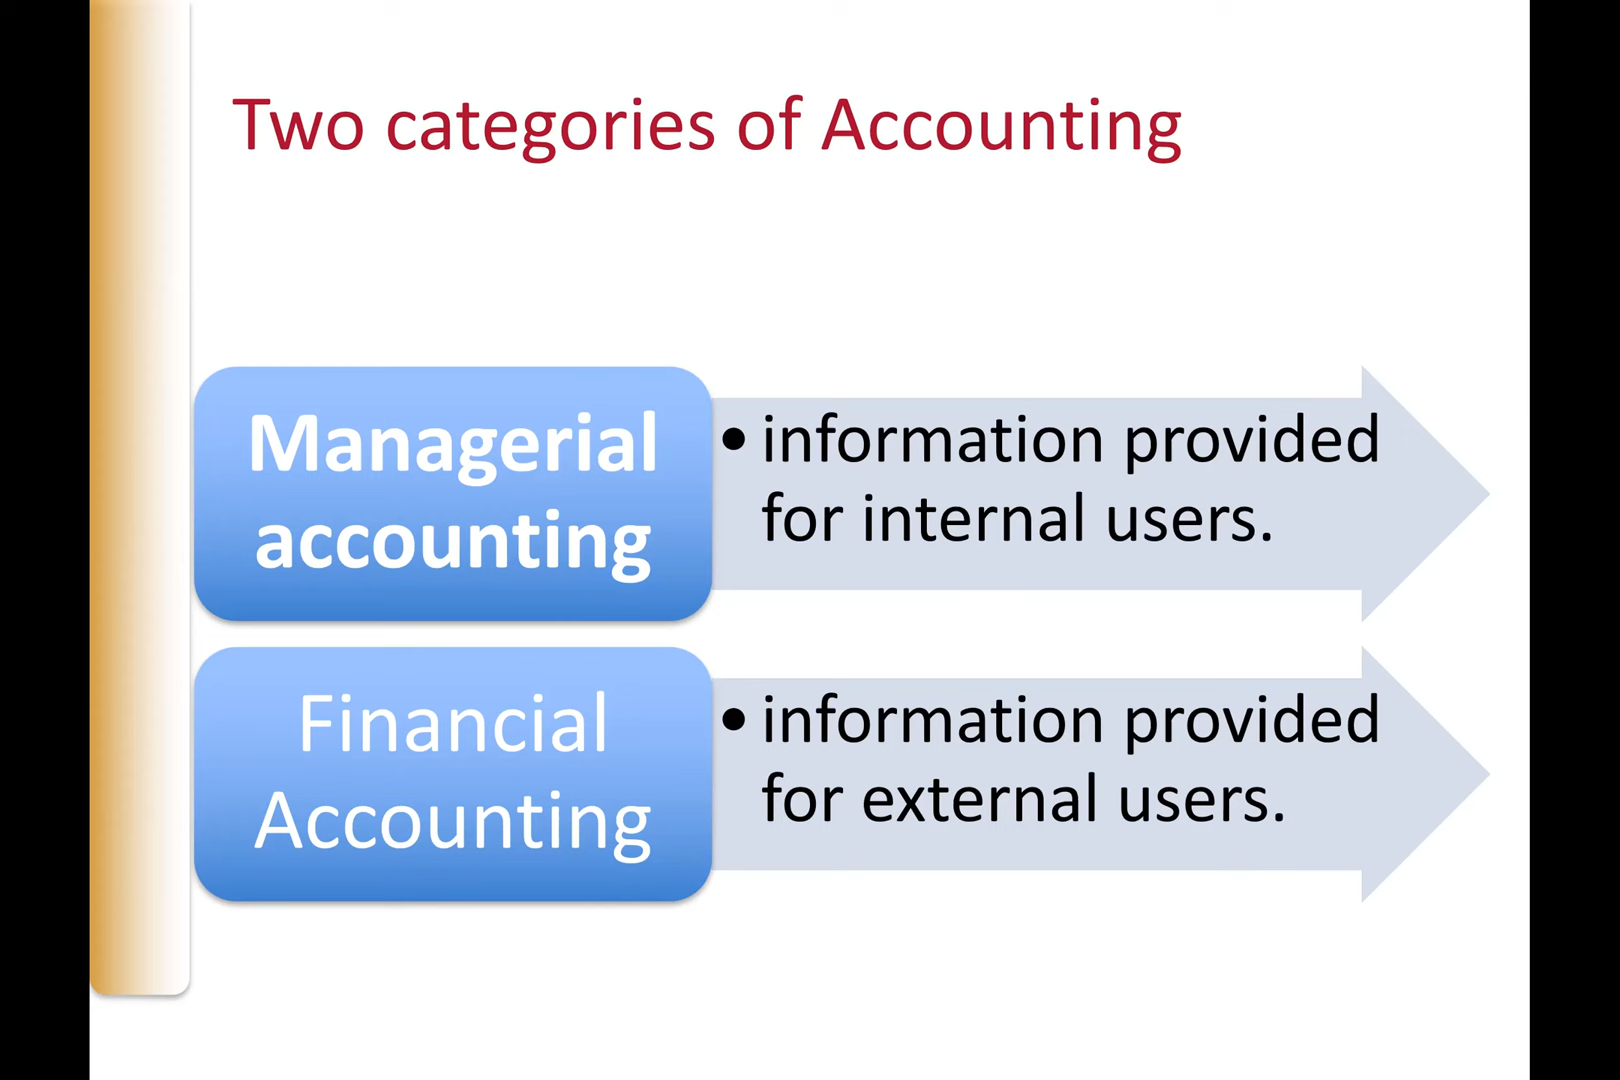 Two categories of Accounting
Managerial
accounting
• information provided
for internal users.
Financial
Accounting
• information provided
for external users.